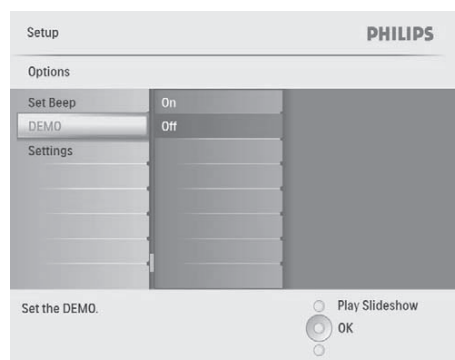 Setup PHILIPS
Options
Set Beep On
DEMO Off
Settings
Set the DEMO. Play Slideshow
OK